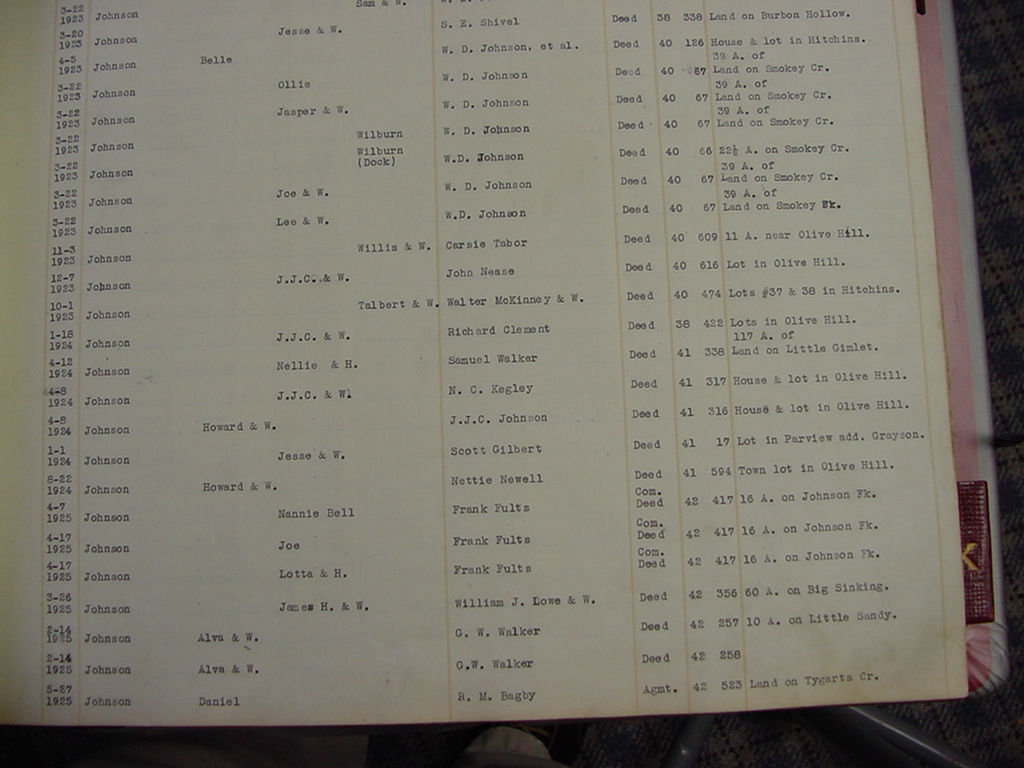 3-22 Sam & W.
1923 Johnson S. E. Shivel Deed 38 338 Land on Burbon Hollow.
3-20 Jesse & W.
1923 Johnson W. D. Johnson, et al. Deed 40 126 House & lot in Hitchins.
4-5 Belle 39 A. of
1923 Johnson W. D. Johnson Deed 40 67 Land on Smokey Cr.
3-22 Ollie 39 A. of
1923 Johnson W. D. Johnson Deed 40 67 Land on Smokey Cr.
3-22 Jasper & W. 39 A. of
1923 Johnson W. D. Johnson Deed 40 67 Land on Smokey Cr.
3-22 Wilburn
1923 Johnson Wilburn (Dock) W.D. Johnson Deed 40 66 22½ A. on Smokey Cr.
3-22 39 A. of
1923 Johnson Joe & W. W. D. Johnson Deed 40 67 Land on Smokey Cr.
3-22 39 A. of
1923 Johnson Lee & W. W.D. Johnson Deed 40 67 Land on Smokey Fk.
11-3
1923 Johnson Willis & W. Carsie Tabor Deed 40 609 11 A. near Olive Hill.
12-7
1923 Johnson J.J.C. & W. John Nease Deed 40 616 Lot in Olive Hill.
10-1
1923 Johnson Talbert & W. Walter McKinney & W. Deed 40 474 Lots #37 & 38 in Hitchins.
1-18
1924 Johnson J.J.C. & W. Richard Clement Deed 38 422 Lots in Olive Hill.
4-12 117 A. of
1924 Johnson Nellie & H. Samuel Walker Deed 41 338 Land on Little Gimlet.
4-8
1924 Johnson J.J.C. & W. N. C. Kegley Deed 41 317 House & lot in Olive Hill.
4-8
1924 Johnson Howard & W. J.J.C. Johnson Deed 41 316 House & lot in Olive Hill.
1-1
1924 Johnson Jesse & W. Scott Gilbert Deed 41 17 Lot in Parview add. Grayson.
8-22
1924 Johnson Howard & W. Nettie Newell Deed 41 594 Town lot in Olive Hill.
4-7 Com.
1925 Johnson Nannie Bell Frank Fults Deed 42 417 16 A. on Johnson Fk.
4-17 Com.
1925 Johnson Joe Frank Fults Deed 42 417 16 A. on Johnson Fk.
4-17 Com.
1925 Johnson Lotta & H. Frank Fults Deed 42 417 16 A. on Johnson Fk.
3-26
1925 Johnson James H. & W. William J. Lowe & W. Deed 42 356 60 A. on Big Sinking.
2-14
1925 Johnson Alva & W. G. W. Walker Deed 42 257 10 A. on Little Sandy.
2-14
1925 Johnson Alva & W. G.W. Walker Deed 42 258
5-27
1925 Johnson Daniel R. M. Bagby Agmt. 42 523 Land on Tygarts Cr.
K